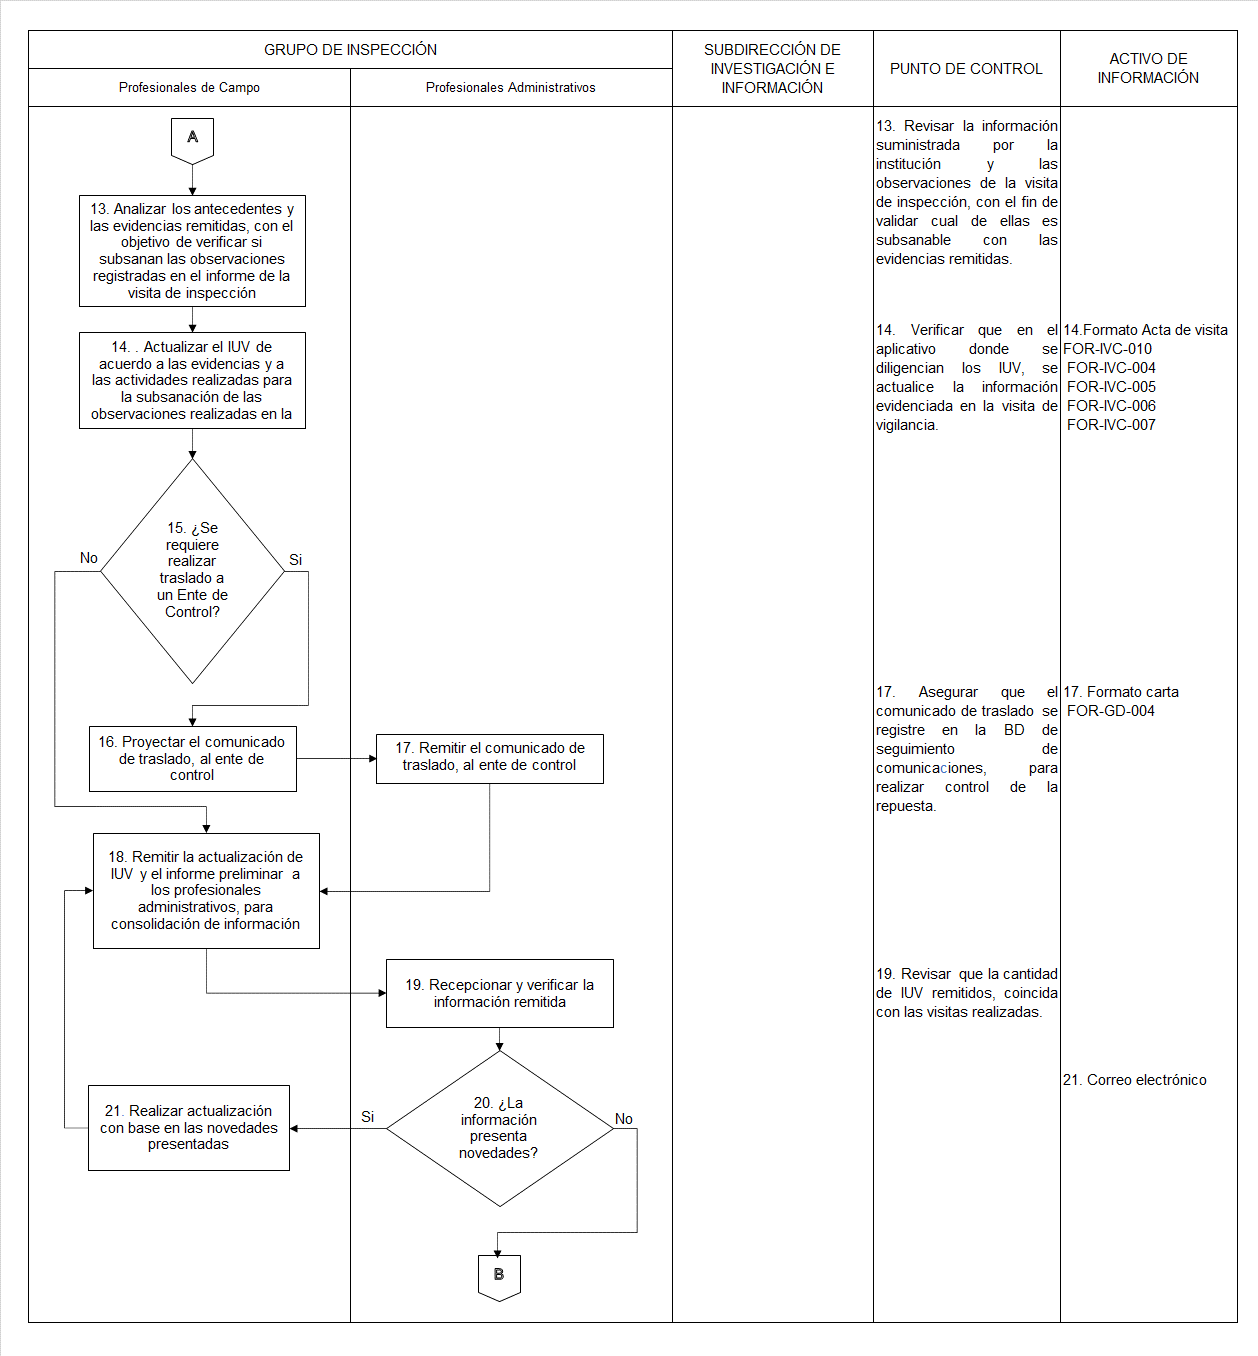 GRUPO DE INSPECCIÓN
Profesionales de Campo
Profesionales Administrativos
SUBDIRECCIÓN DE
INVESTIGACIÓN E
INFORMACIÓN
PUNTO DE CONTROL
ACTIVO DE
INFORMACIÓN
A
13. Analizar los antecedentes y
las evidencias remitidas, con el
objetivo de verificar si
subsanan las observaciones
registradas en el informe de la
visita de inspección
13. Revisar la información
suministrada por la
institución y las
observaciones de la visita
de inspección, con el fin de
validar cual de ellas es
subsanable con las
evidencias remitidas.
14. . Actualizar el IUV de
acuerdo a las evidencias y a
las actividades realizadas para
la subsanación de las
observaciones realizadas en la
14. Verificar que en el
aplicativo donde se
diligencian los IUV, se
actualice la información
evidenciada en la visita de
vigilancia.
14.Formato Acta de visita
FOR-IVC-010
FOR-IVC-004
FOR-IVC-005
FOR-IVC-006
FOR-IVC-007
15. ¿Se
requiere
realizar
traslado a
un Ente de
Control?
No
Si
16. Proyectar el comunicado
de traslado, al ente de
control
17. Remitir el comunicado de
traslado, al ente de control
17. Asegurar que el
comunicado de traslado se
registre en la BD de
seguimiento de
comunicaciones, para
realizar control de la
repuesta.
17. Formato carta
FOR-GD-004
18. Remitir la actualización de
IUV y el informe preliminar a
los profesionales
administrativos, para
consolidación de información
19. Recepcionar y verificar la
información remitida
19. Revisar que la cantidad
de IUV remitidos, coincida
con las visitas realizadas.
20. ¿La
información
presenta
novedades?
Si
No
21. Realizar actualización
con base en las novedades
presentadas
21. Correo electrónico
B